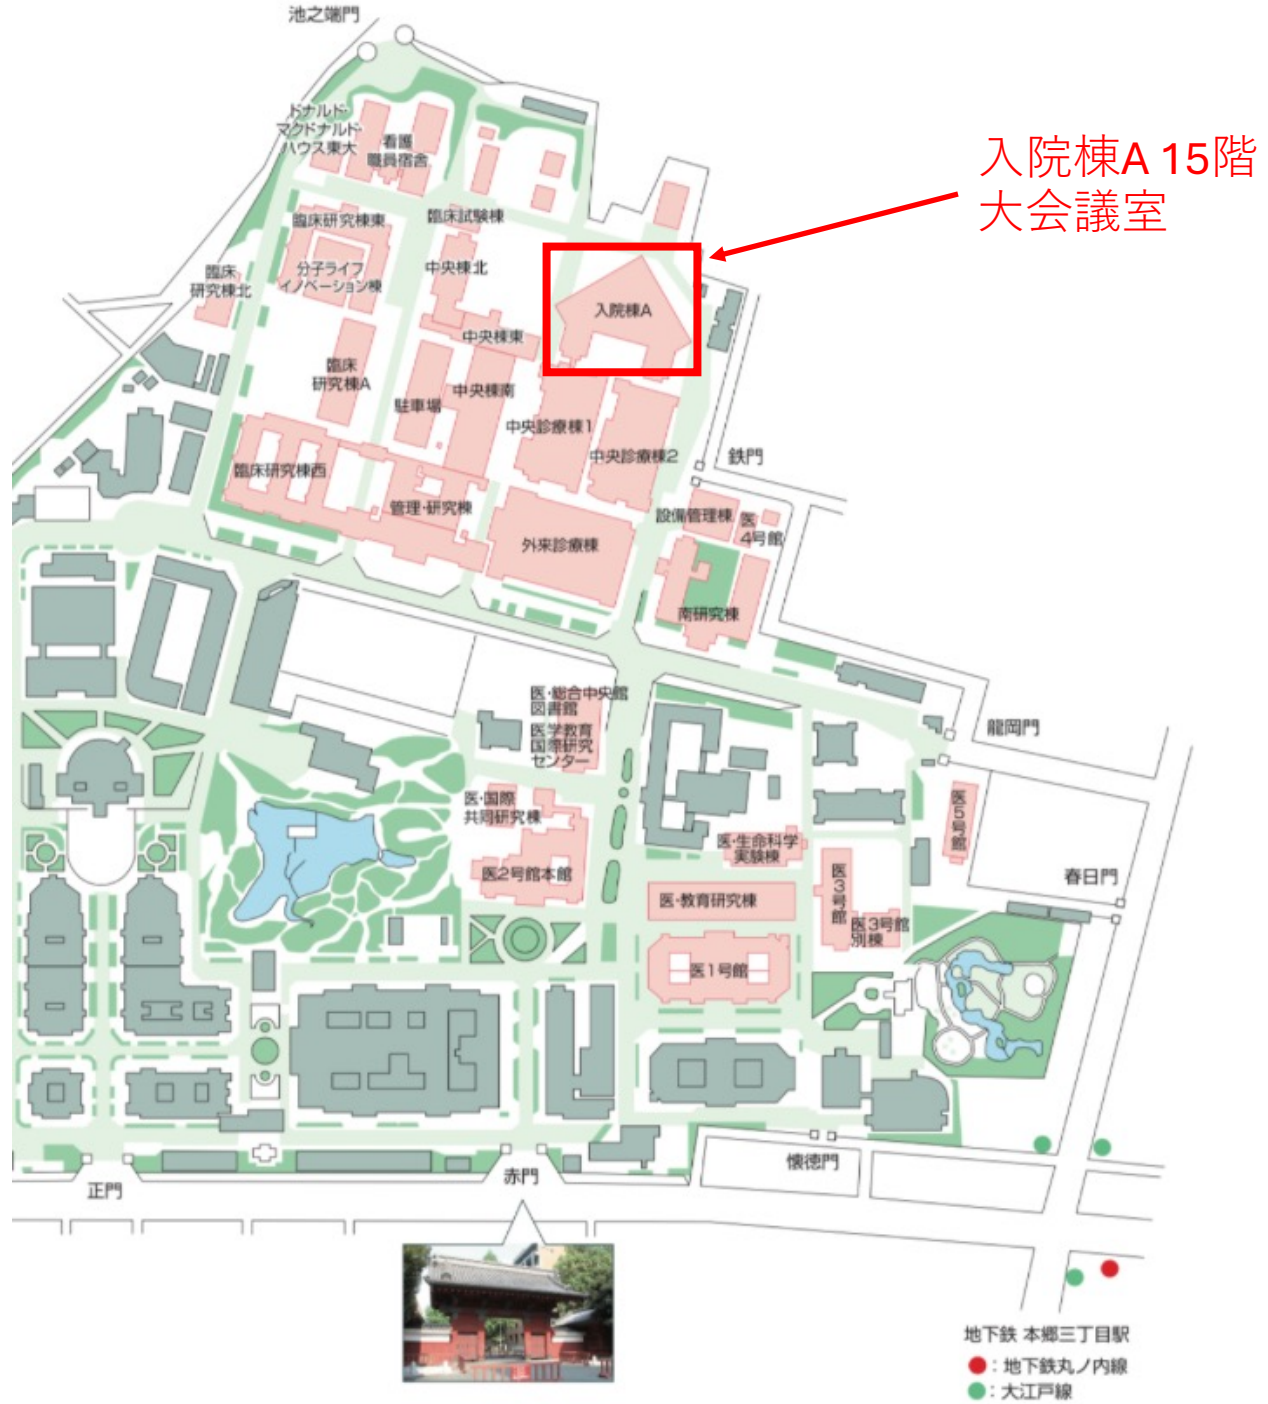 池之端門
入院棟A 15階
大会議室
ドナルド・
マクドナルド・
ハウス東大
看護
職員宿舎
臨床試験棟
臨床研究棟東
中央棟北
分子ライフ
イノベーション棟
臨床
研究棟北
入院棟A
中央棟東
臨床
研究棟A
中央棟南
駐車場
中央診療棟1
中央診療棟2
鉄門
臨床研究棟西
管理・研究棟
設備管理棟
医
4号館
外来診療棟
南研究棟
医・総合中央館
図書館
医学教育
国際研究
センター
龍岡門
医・国際
共同研究棟
医5号館
医・生命科学
実験棟
医2号館本館
医3号館
春日門
医・教育研究棟
医3号館
別棟
医1号館
懐徳門
赤門
正門
地下鉄 本郷三丁目駅
:地下鉄丸ノ内線
:大江戸線